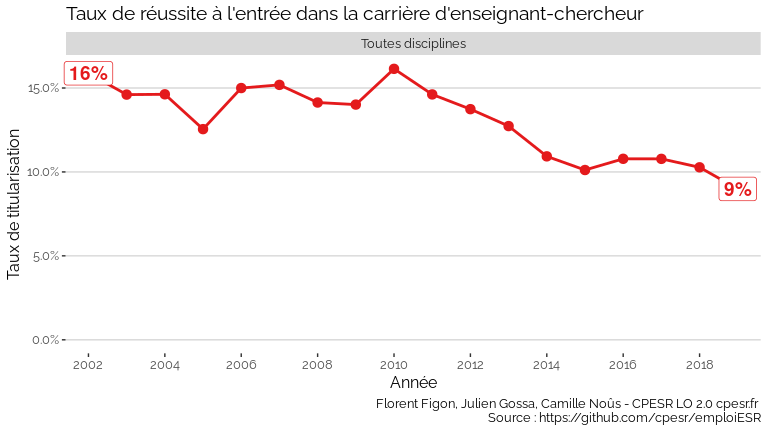 Taux de réussite à l'entrée dans la carrière d'enseignant-chercheur
Toutes disciplines
16%
9%
Taux de titularisation
15.0%
10.0%
5.0%
0.0%
2002 2004 2006 2008 2010 2012 2014 2016 2018
Année
Florent Figon, Julien Gossa, Camille Noûs - CPESR LO 2.0 cpesr.fr
Source : https://github.com/cpesr/emploiESR